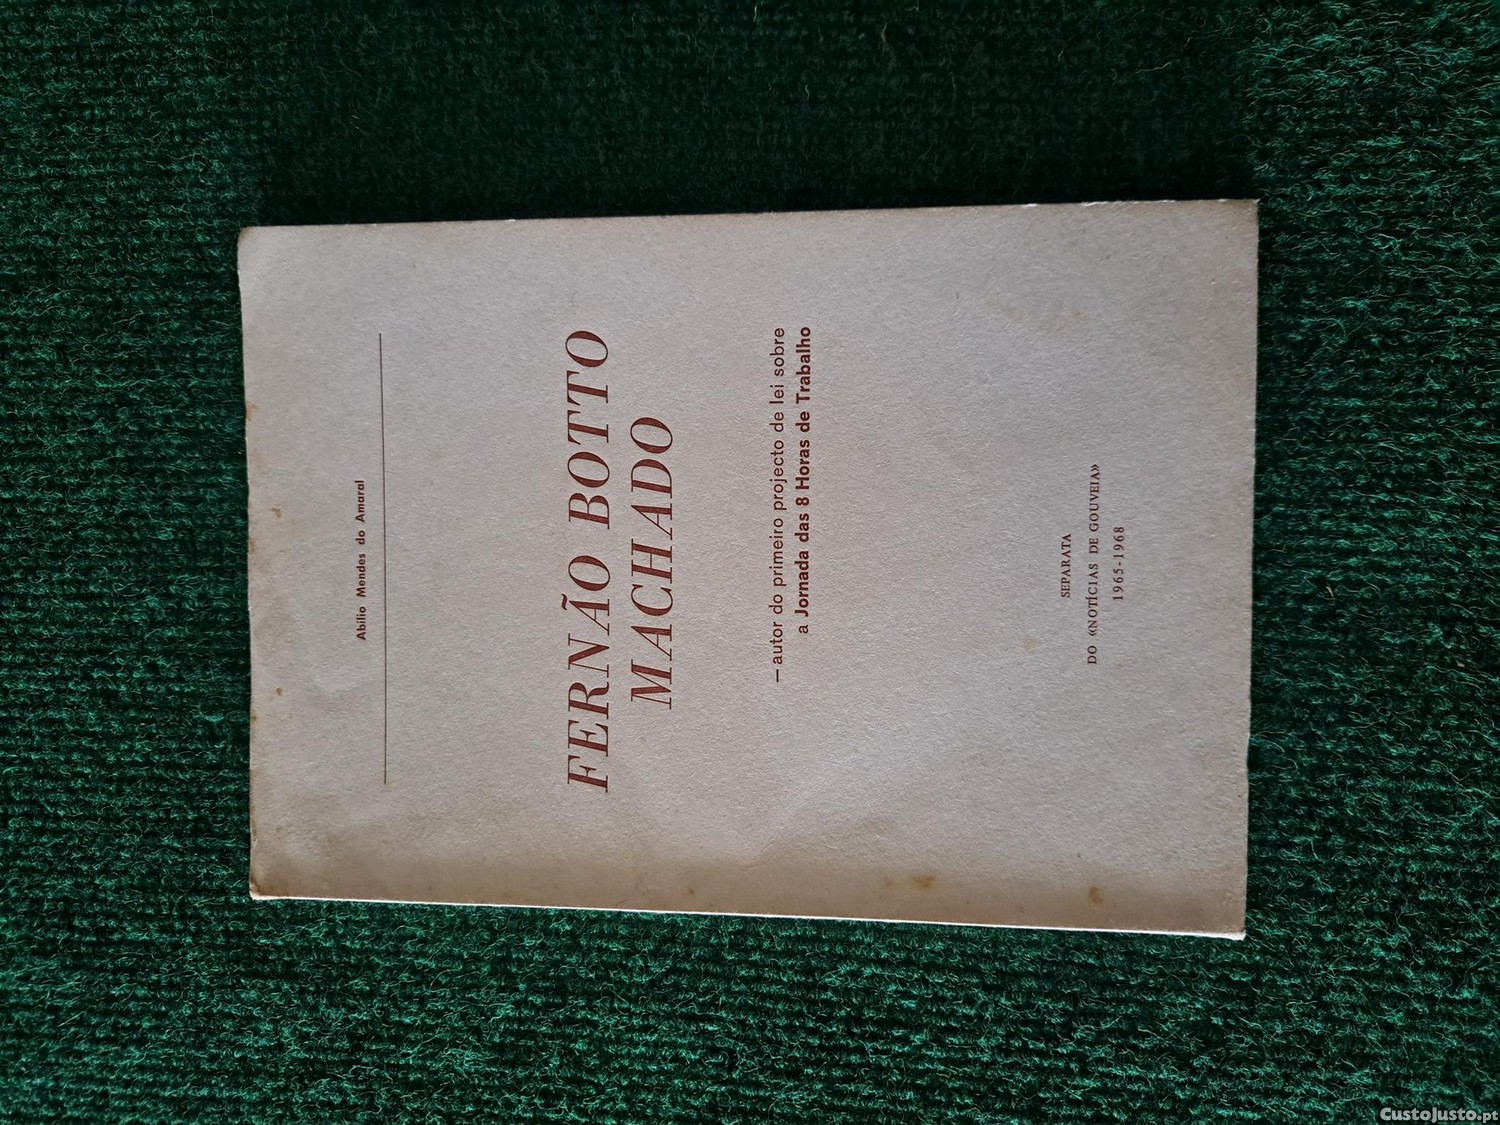 Abílio Mendes do Amaral
FERNÃO BOTTO
MACHADO
— autor do primeiro projecto de lei sobre
a Jornada das 8 Horas de Trabalho
SEPARATA
DO «NOTÍCIAS DE GOUVEIA»
1965-1968
CustoJusto.pt